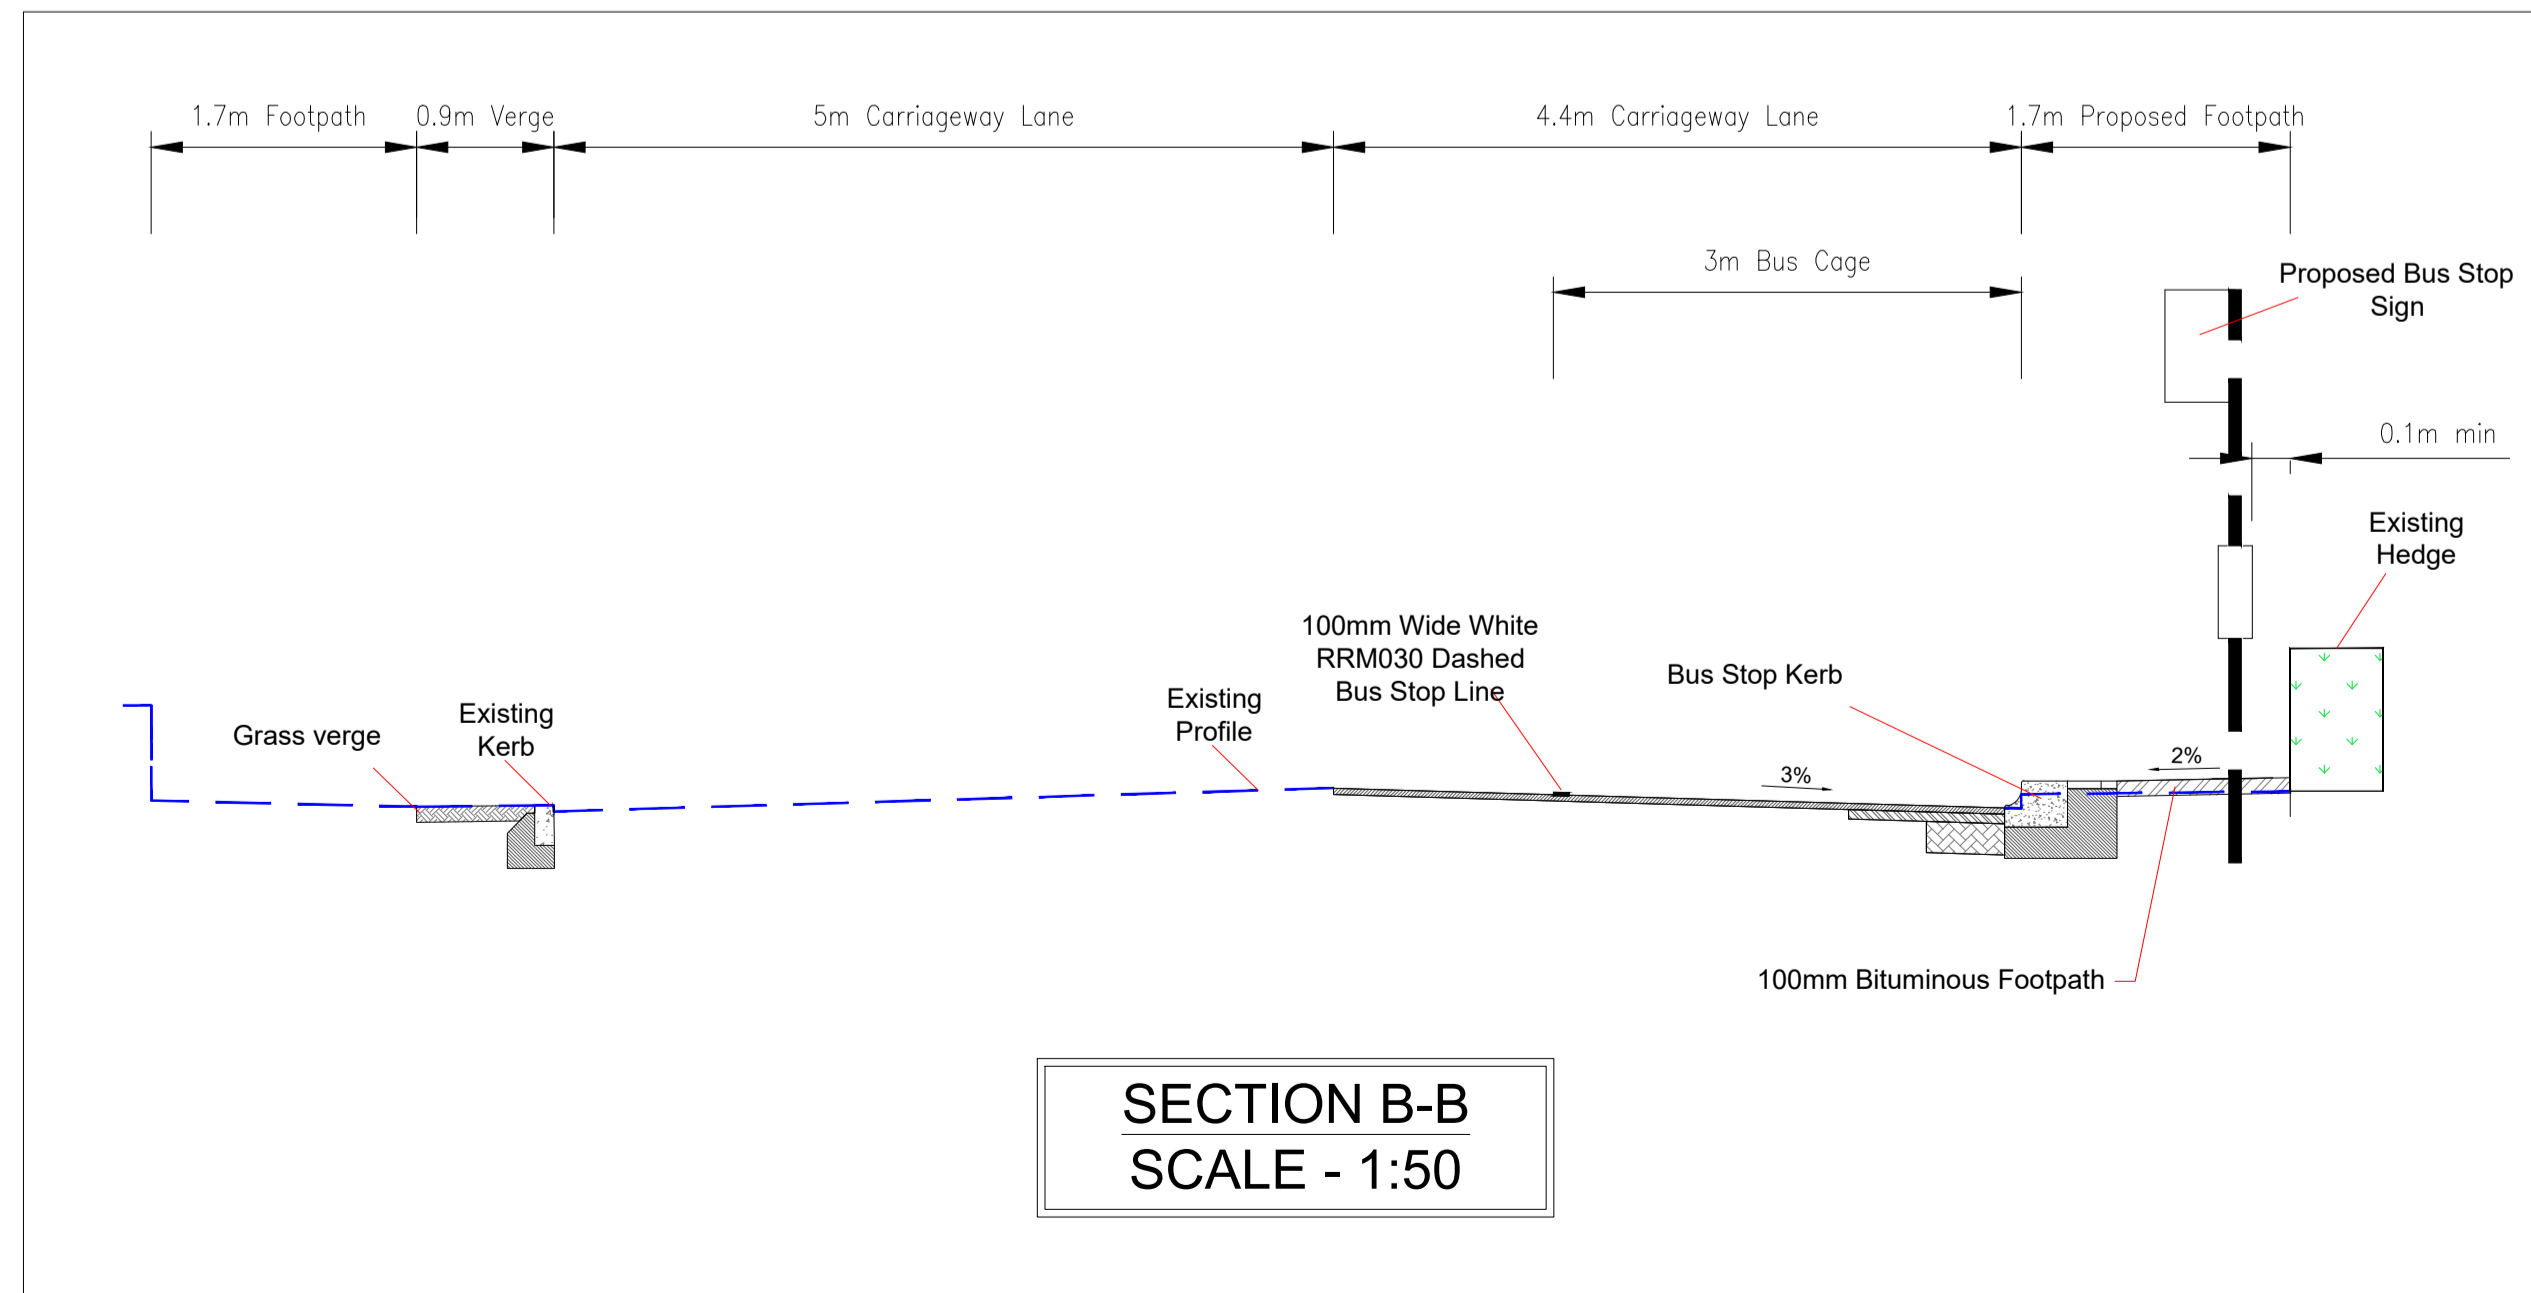 1.7m Footpath
0.9m Verge
5m Carriageway Lane
4.4m Carriageway Lane
1.7m Proposed Footpath
3m Bus Cage
Proposed Bus Stop
Sign
0.1m min
Existing
Hedge
100mm Wide White
RRM030 Dashed
Bus Stop Line
Bus Stop Kerb
Existing
Profile
Existing
Kerb
Grass verge
3%
2%
100mm Bituminous Footpath
SECTION B-B
SCALE - 1:50